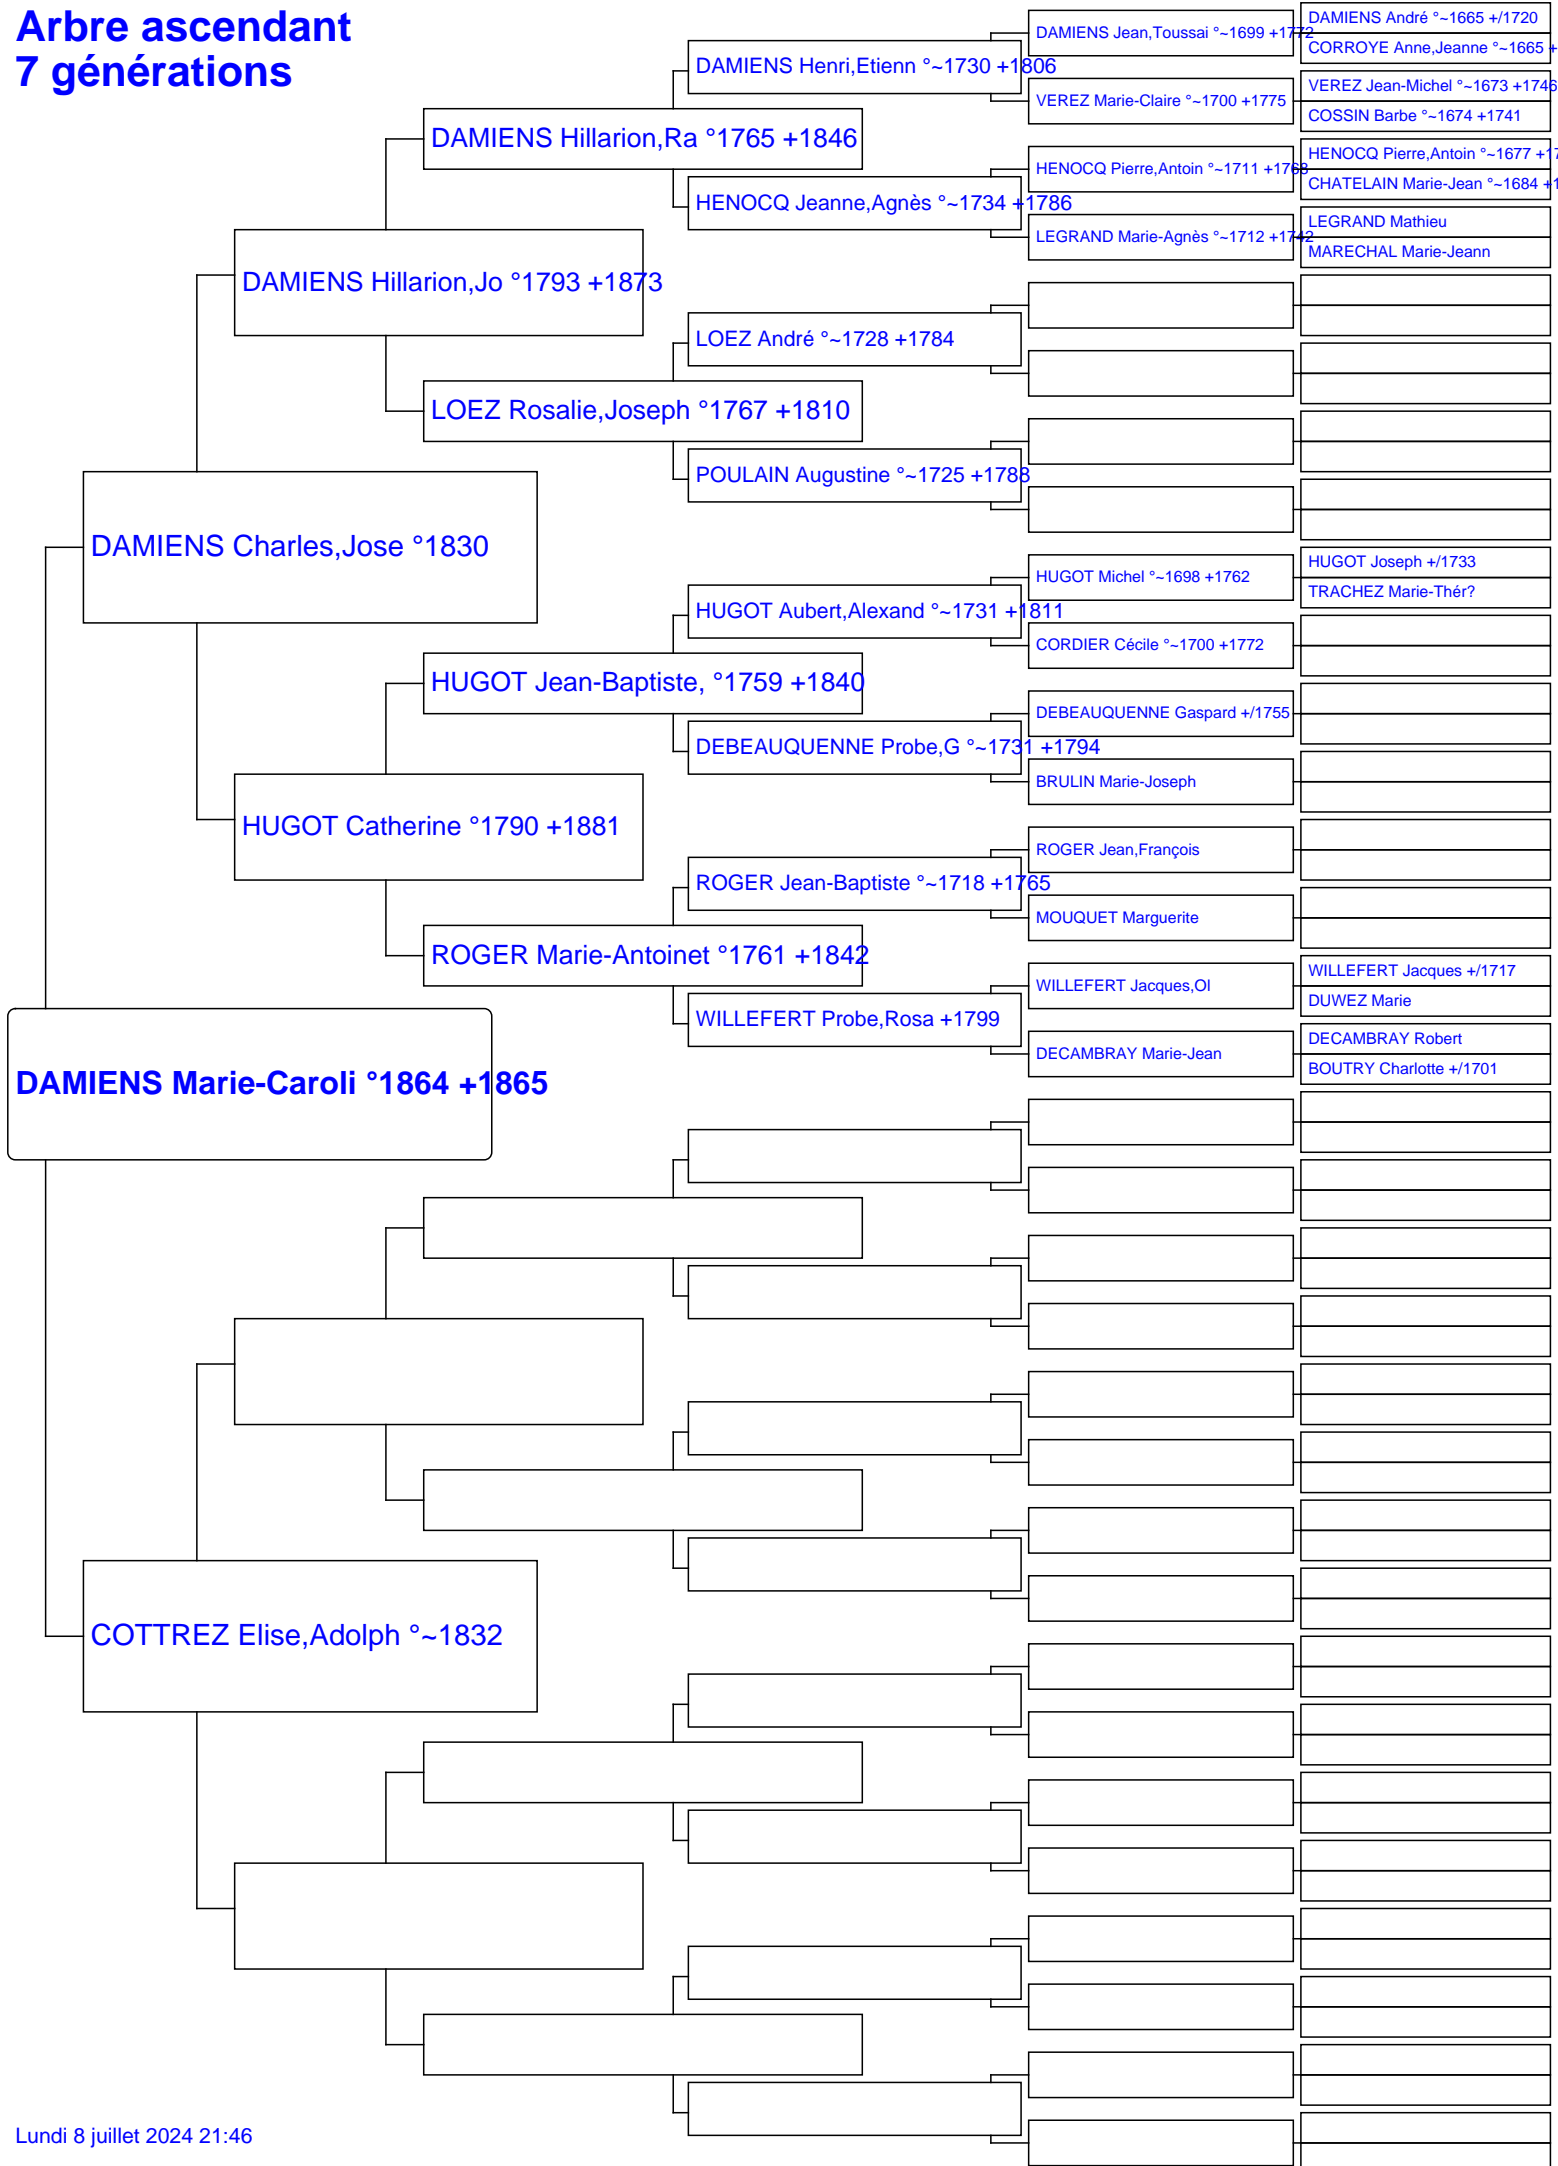 Arbre ascendant
7 générations
DAMIENS André °~1665 +/1720
DAMIENS Jean,Toussai °~1699 +1772
CORROYE Anne,Jeanne °~1665 +
DAMIENS Henri,Etienn °~1730 +1806
VEREZ Jean-Michel °~1673 +1746
VEREZ Marie-Claire °~1700 +1775
COSSIN Barbe °~1674 +1741
DAMIENS Hillarion,Ra °1765 +1846
HENOCQ Pierre,Antoin °~1677 +17
HENOCQ Pierre,Antoin °~1711 +1768
CHATELAIN Marie-Jean °~1684 +1
HENOCQ Jeanne,Agnès °~1734 +1786
LEGRAND Mathieu
LEGRAND Marie-Agnès °~1712 +1742
MARECHAL Marie-Jeann
DAMIENS Hillarion,Jo °1793 +1873
LOEZ André °~1728 +1784
LOEZ Rosalie,Joseph °1767 +1810
POULAIN Augustine °~1725 +1788
DAMIENS Charles,Jose °1830
HUGOT Joseph +/1733
HUGOT Michel °~1698 +1762
TRACHEZ Marie-Thér?
HUGOT Aubert,Alexand °~1731 +1811
CORDIER Cécile °~1700 +1772
HUGOT Jean-Baptiste, °1759 +1840
DEBEAUQUENNE Gaspard +/1755
DEBEAUQUENNE Probe,G °~1731 +1794
BRULIN Marie-Joseph
HUGOT Catherine °1790 +1881
ROGER Jean,François
ROGER Jean-Baptiste °~1718 +1765
MOUQUET Marguerite
ROGER Marie-Antoinet °1761 +1842
WILLEFERT Jacques +/1717
WILLEFERT Jacques,Ol
DUWEZ Marie
WILLEFERT Probe,Rosa +1799
DECAMBRAY Robert
DECAMBRAY Marie-Jean
BOUTRY Charlotte +/1701
DAMIENS Marie-Caroli °1864 +1865
COTTREZ Elise,Adolph °~1832
Lundi 8 juillet 2024 21:46